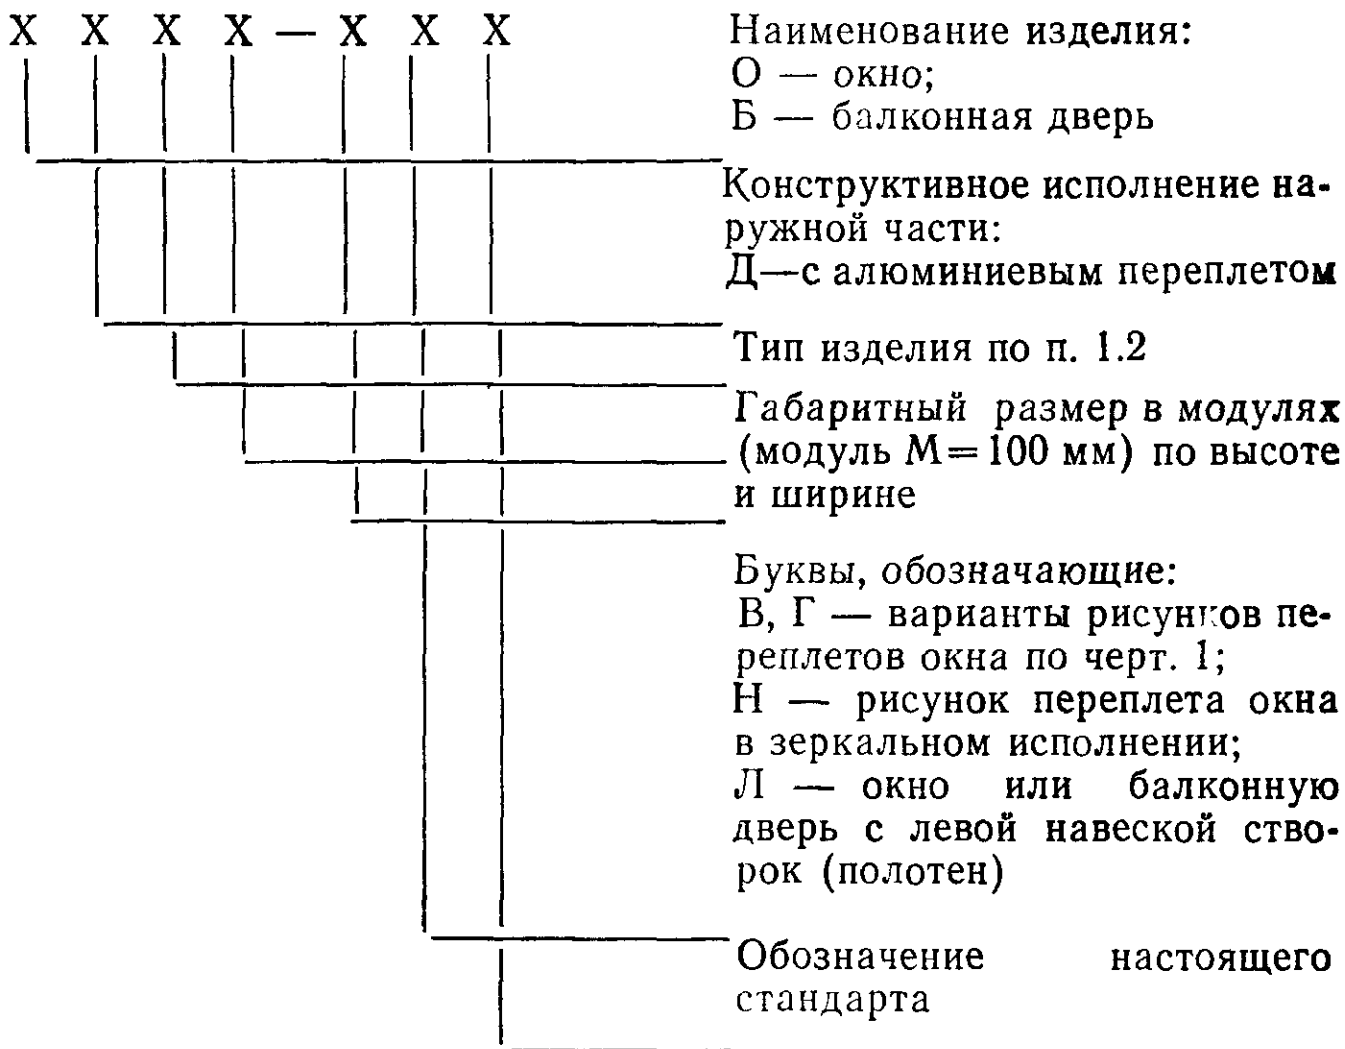 Х Х Х Х — Х Х Х
Наименование изделия:
О — окно;
Б — балконная дверь
Конструктивное исполнение на-
ружной части:
Д—с алюминиевым переплетом
Тип изделия по п. 1.2
Габаритный размер в модулях
(модуль М=100 мм) по высоте
и ширине
Буквы, обозначающие:
В, Г — варианты рисунков пе-
реплетов окна по черт. 1;
Н — рисунок переплета окна
в зеркальном исполнении;
Л — окно или балконную
дверь с левой навеской ство-
рок (полотен)
Обозначение настоящего
стандарта